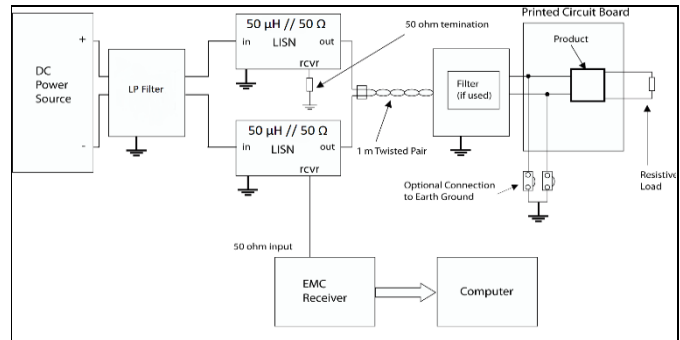 Printed Circuit Board
50 µH // 50 Ω
in
LISN
out
rcvr
50 ohm temination
Product
+
DC
Power
Source
-
LP Filter
Filter
(if used)
50 µH // 50 Ω
in
LISN
out
rcvr
1 m Twisted Pair
Optional Connection
to Earth Ground
Resistive
Load
50 ohm input
EMC
Receiver
Computer